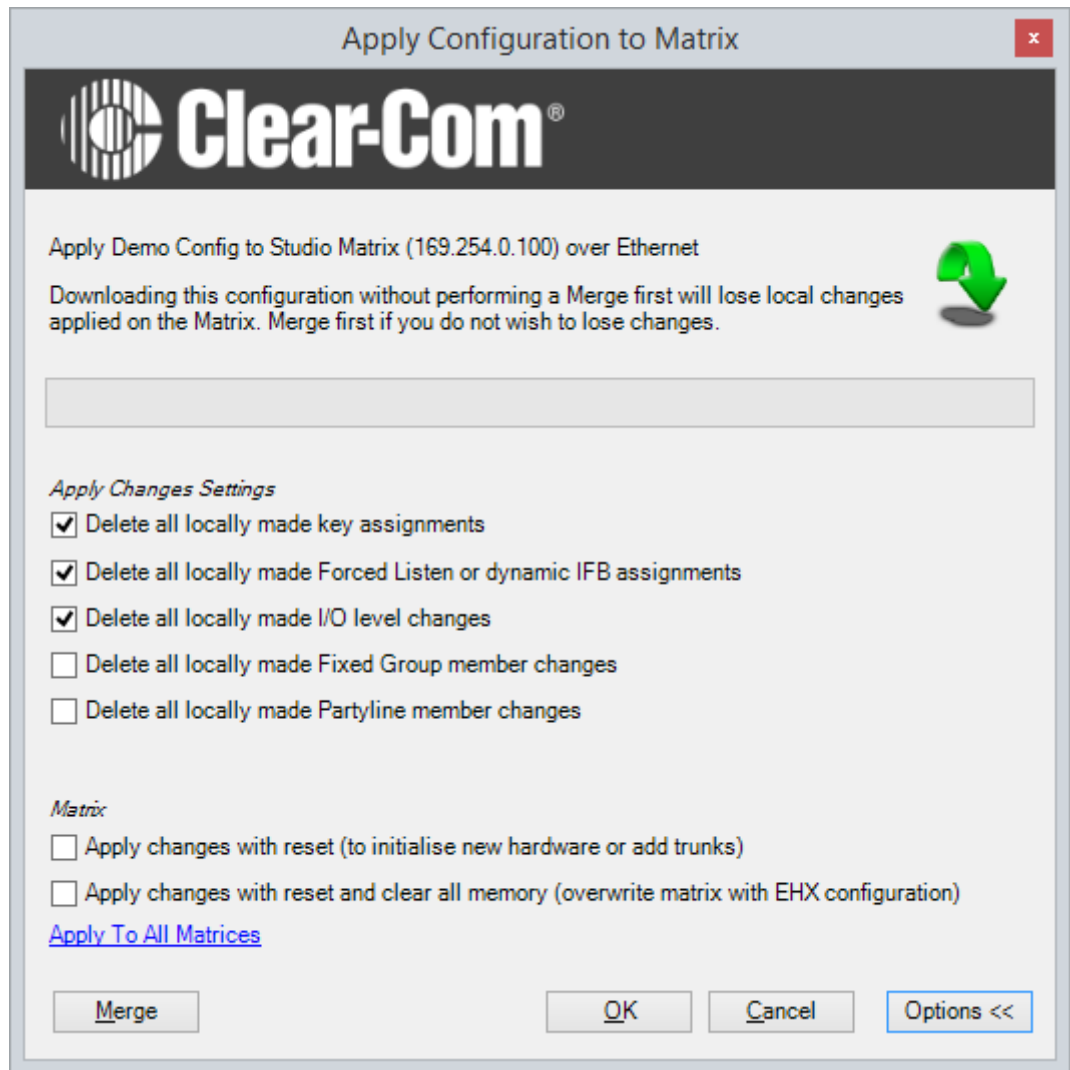 Apply Configuration to Matrix
x
Clear-Com®
Apply Demo Config to Studio Matrix (169.254.0.100) over Ethernet
Downloading this configuration without performing a Merge first will lose local changes
applied on the Matrix. Merge first if you do not wish to lose changes.
Apply Changes Settings
Delete all locally made key assignments
Delete all locally made Forced Listen or dynamic IFB assignments
Delete all locally made I/O level changes
Delete all locally made Fixed Group member changes
Delete all locally made Partyline member changes
Matrix
Apply changes with reset (to initialise new hardware or add trunks)
Apply changes with reset and clear all memory (overwrite matrix with EHX configuration)
Apply To All Matrices
Merge OK Cancel Options <<